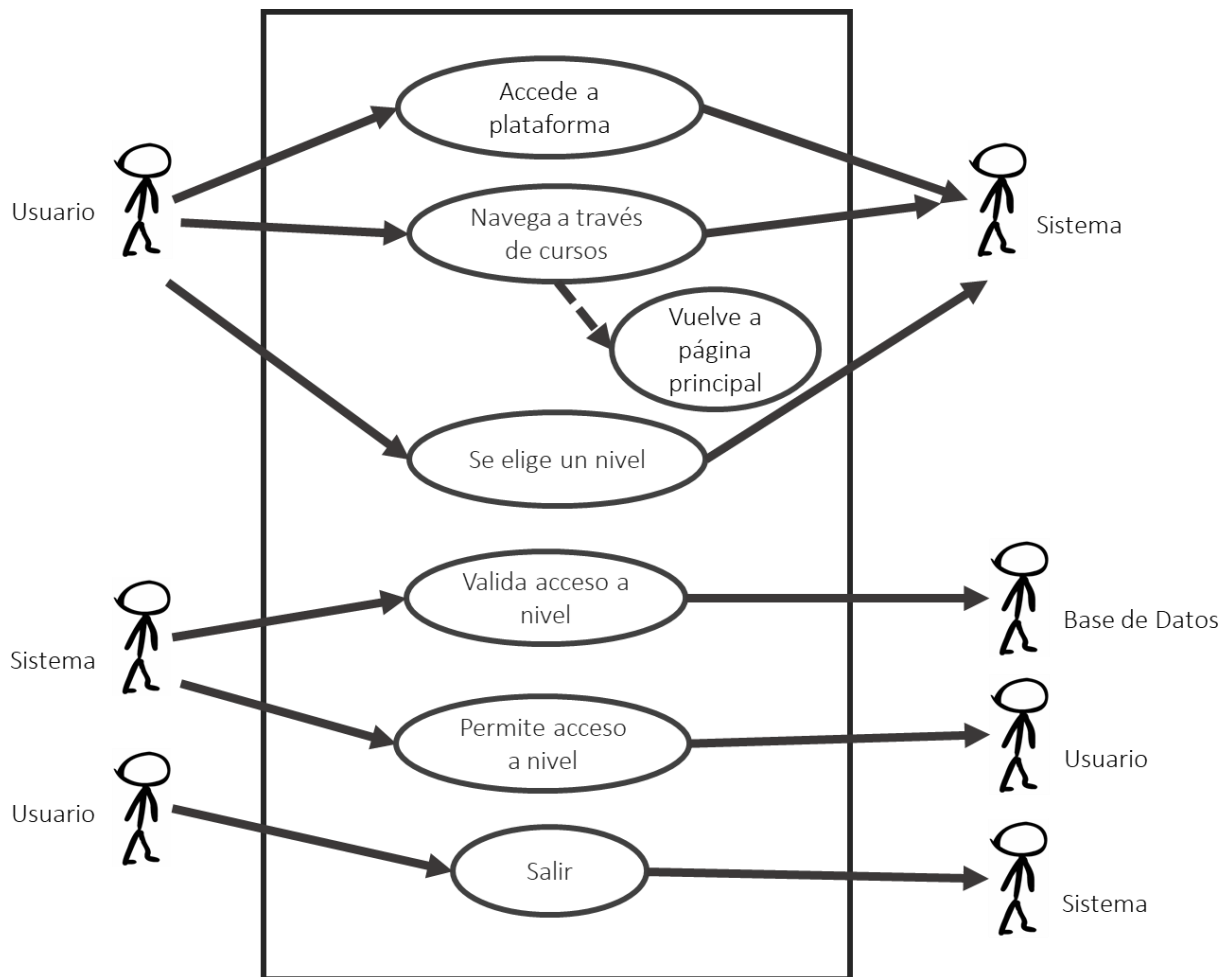 Accede a
plataforma
Usuario
Navega a través
de cursos
Sistema
Vuelve a
página
principal
Se elige un nivel
Valida acceso a
nivel
Base de Datos
Sistema
Permite acceso
a nivel
Usuario
Usuario
Salir
Sistema